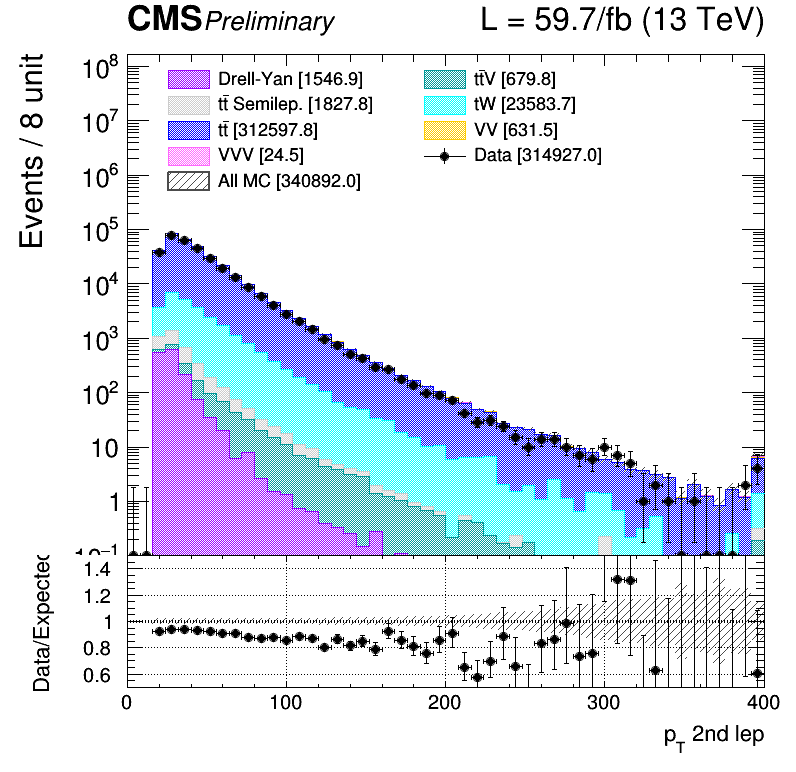 CMS Preliminary L = 59.7/fb (13 TeV)
Events / 8 unit
10⁸
10⁷
10⁶
10⁵
10⁴
10³
10²
10
1
10⁻¹
Drell-Yan [1546.9]
tt̄ Semilep. [1827.8]
tt̄ [312597.8]
VVV [24.5]
All MC [340892.0]
tt̄V [679.8]
tW [23583.7]
VV [631.5]
Data [314927.0]
Data/Expected
1.4
1.2
1
0.8
0.6
0 100 200 300 400
p_T 2nd lep